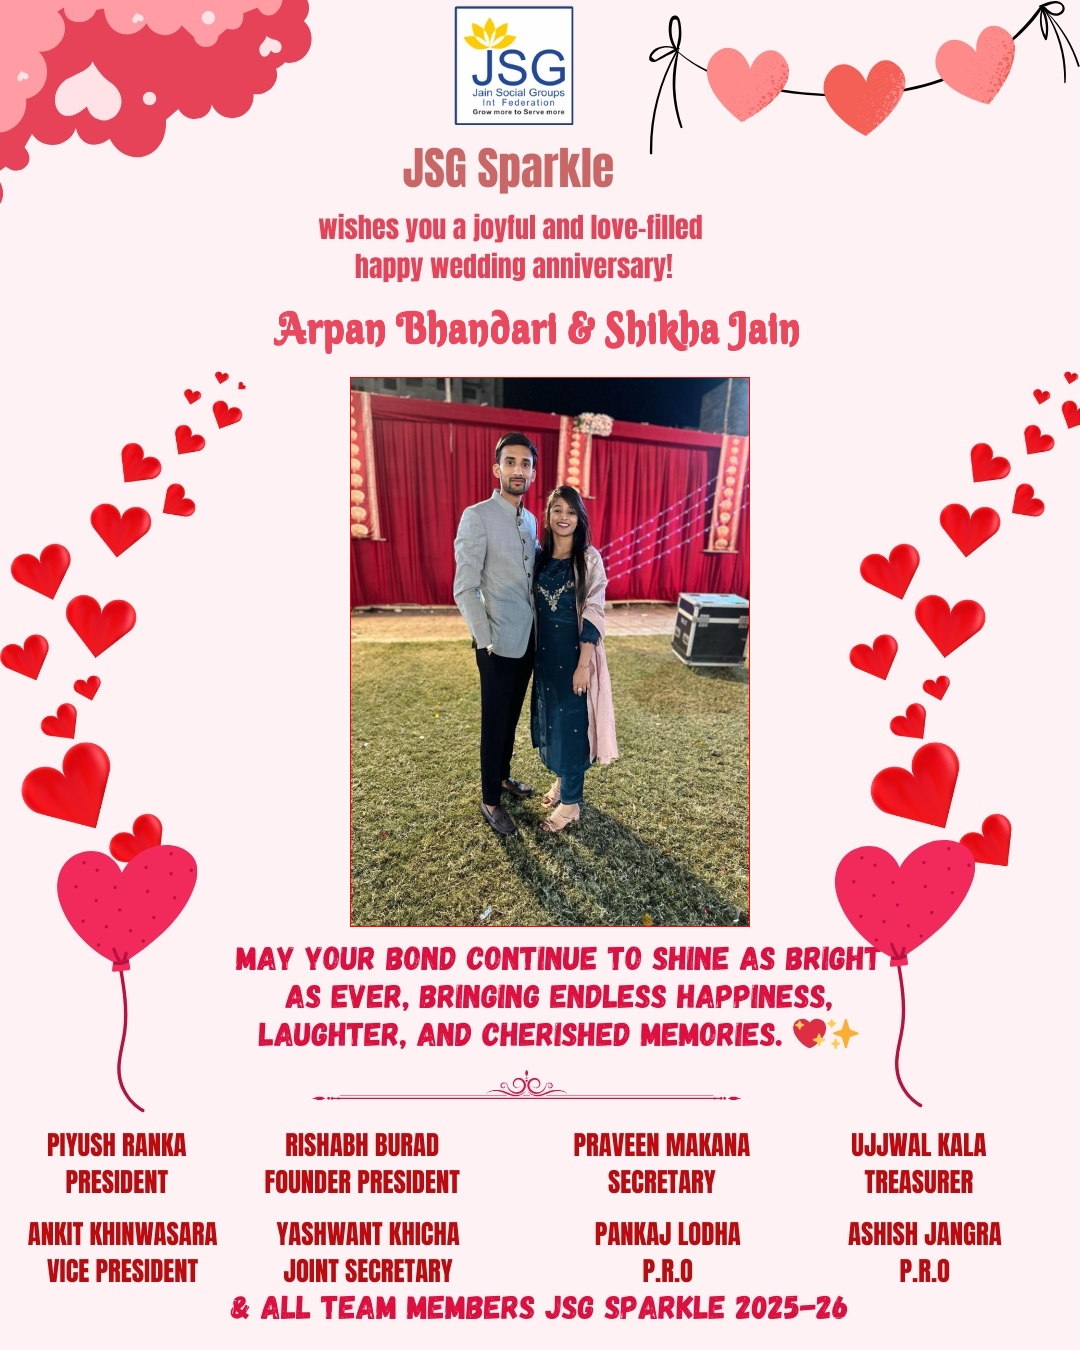 JSG
Jain Social Groups
Int Federation
Grow more to Serve more
JSG Sparkle
wishes you a joyful and love-filled
happy wedding anniversary!
Arpan Bhandari & Shikha Jain
MAY YOUR BOND CONTINUE TO SHINE AS BRIGHT
AS EVER, BRINGING ENDLESS HAPPINESS,
LAUGHTER, AND CHERISHED MEMORIES. 💖✨
PIYUSH RANKA
PRESIDENT
RISHABH BURAD
FOUNDER PRESIDENT
PRAVEEN MAKANA
SECRETARY
UJJWAL KALA
TREASURER
ANKIT KHINWASARA
VICE PRESIDENT
YASHWANT KHICHA
JOINT SECRETARY
PANKAJ LODHA
P.R.O
ASHISH JANGRA
P.R.O
& ALL TEAM MEMBERS JSG SPARKLE 2025-26